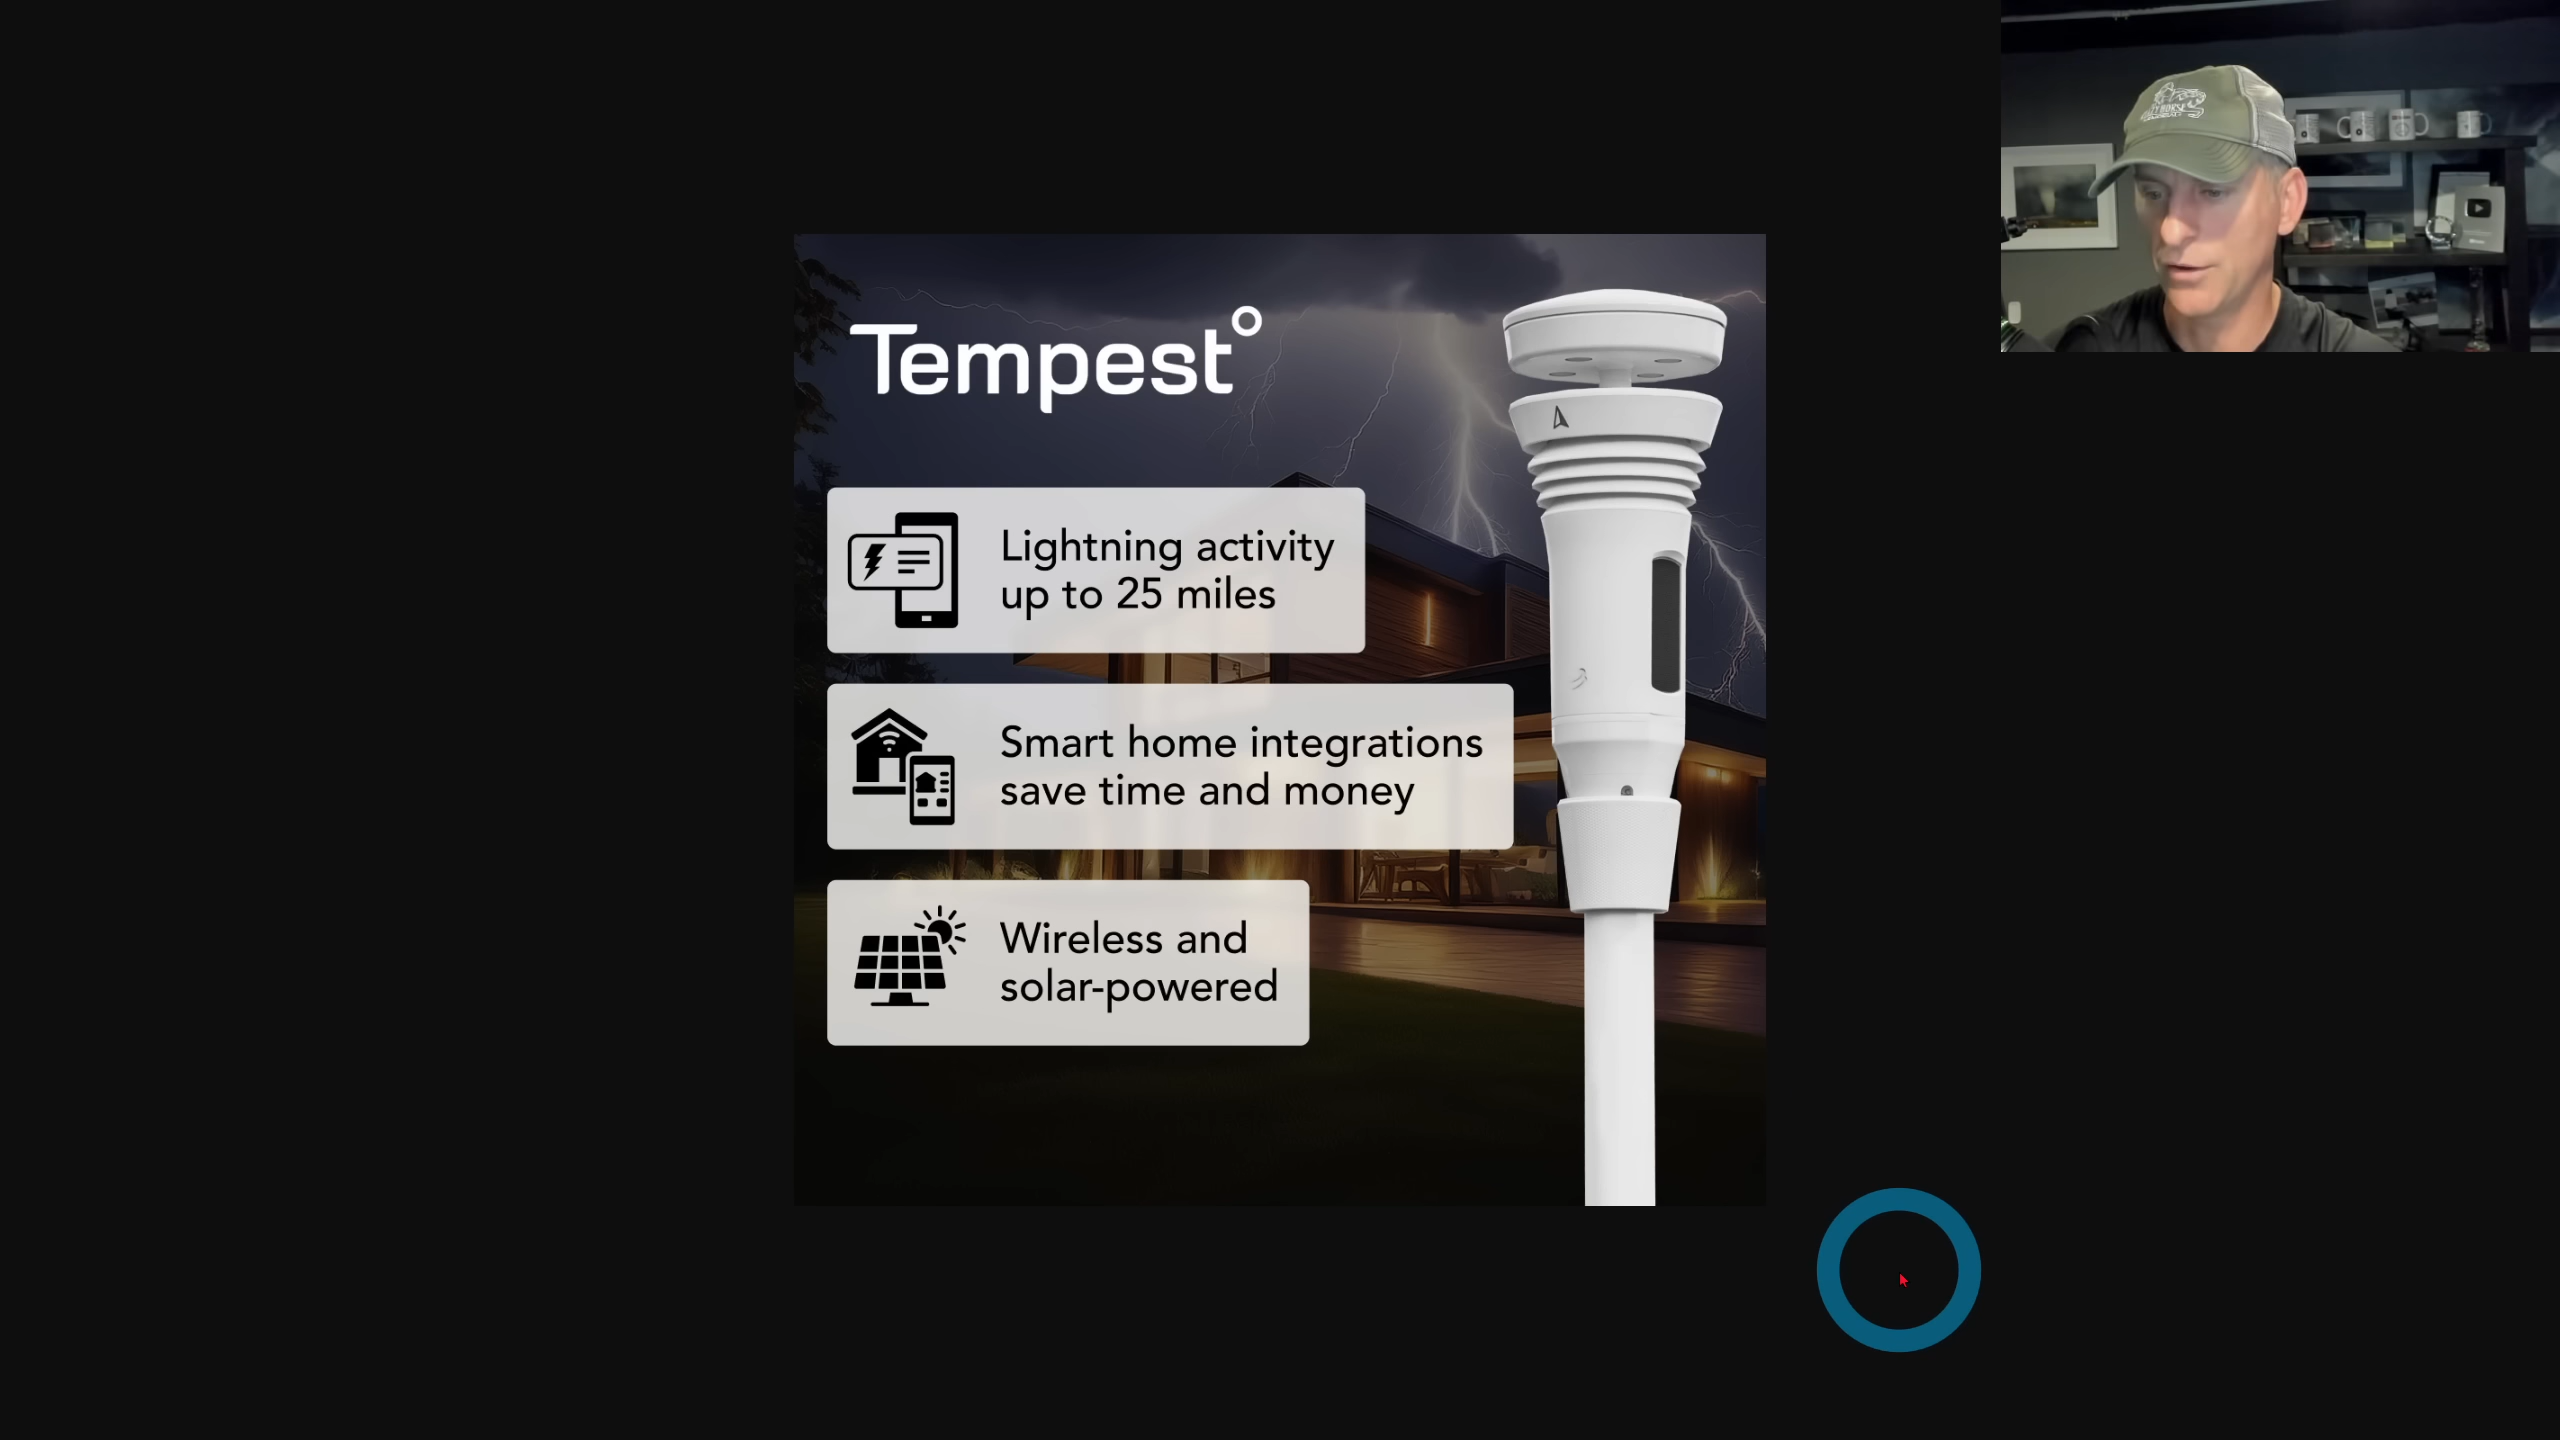 Tempest°
Lightning activity
up to 25 miles
Smart home integrations
save time and money
Wireless and
solar-powered